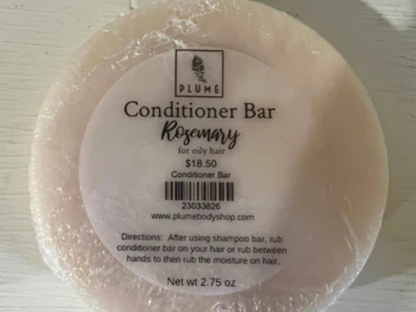 PLUME
Conditioner Bar
Rosemary
for oily hair
$18.50
Conditioner Bar
23033826
www.plumebodyshop.com
Directions: After using shampoo bar, rub
conditioner bar on your hair or rub between
hands to then rub the moisture on hair.
Net wt 2.75 oz